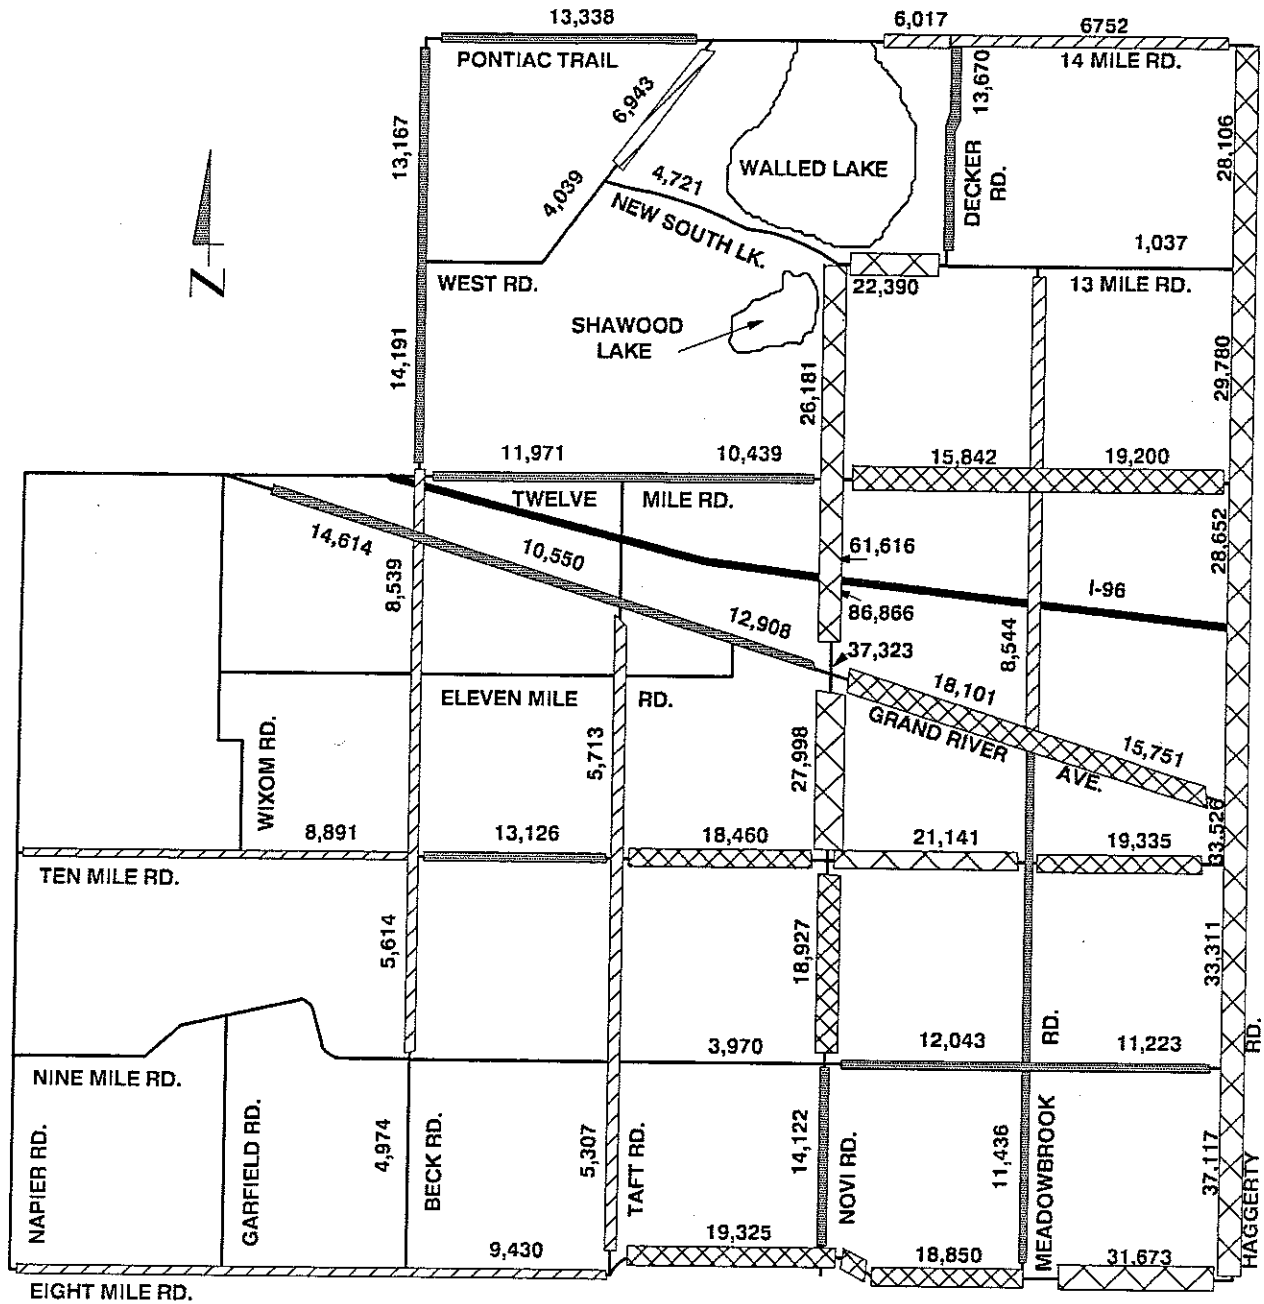 13,338
6,017
6752
PONTIAC TRAIL
14 MILE RD.
13,670
6,943
13,167
28,106
WALLED LAKE
DECKER
RD.
4,721
4,039
NEW SOUTH LK.
1,037
WEST RD.
22,390
13 MILE RD.
Z
SHAWOOD
LAKE
14,191
26,181
29,780
11,971
10,439
15,842
19,200
TWELVE
MILE RD.
14,614
10,550
61,616
28,652
8,539
I-96
86,866
12,908
37,323
8,544
ELEVEN MILE
RD.
18,101
GRAND RIVER
AVE.
15,751
WIXOM RD.
5,713
27,998
33,526
8,891
13,126
18,460
21,141
19,335
TEN MILE RD.
5,614
18,927
33,311
3,970
12,043
RD.
11,223
RD.
NINE MILE RD.
NAPIER RD.
GARFIELD RD.
4,974
BECK RD.
5,307
TAFT RD.
14,122
NOVI RD.
11,436
MEADOWBROOK
37,117
HAGGERTY
9,430
19,325
18,850
31,673
EIGHT MILE RD.